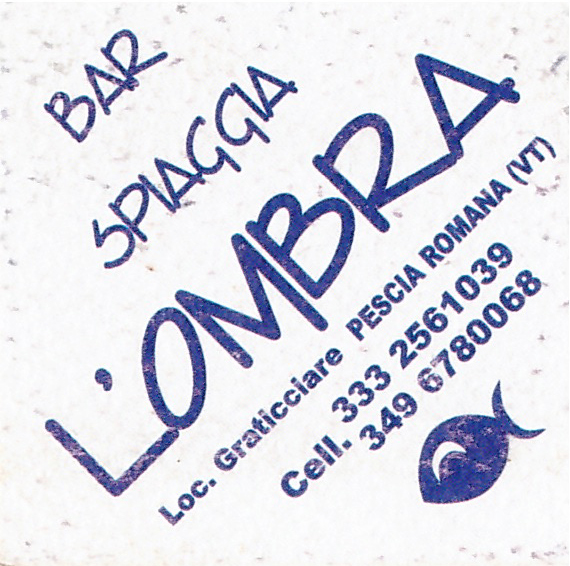 BAR
SPIAGGIA
L'OMBRA
Loc. Graticciare PESCIA ROMANA (VT)
Cell. 333 2561039
349 6780068